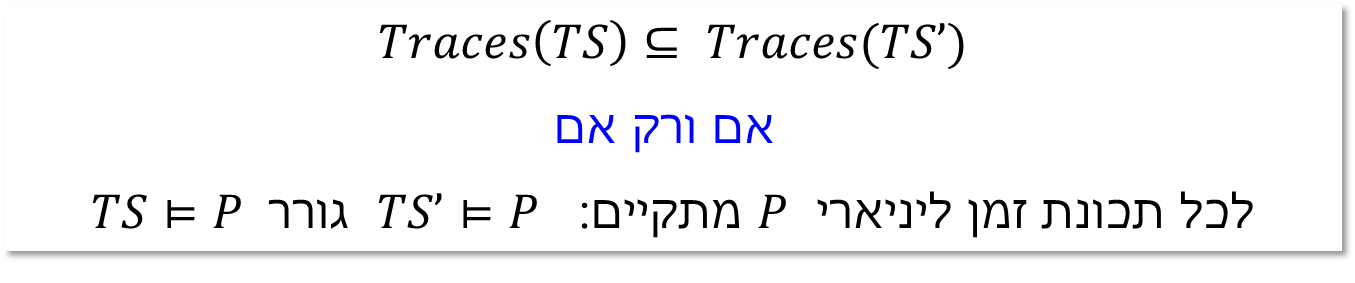 Traces(TS) ⊆ Traces(TS’)
אם ורק אם
לכל תכונת זמן ליניארי P מתקיים: TS’ ⊨ P גורר TS ⊨ P